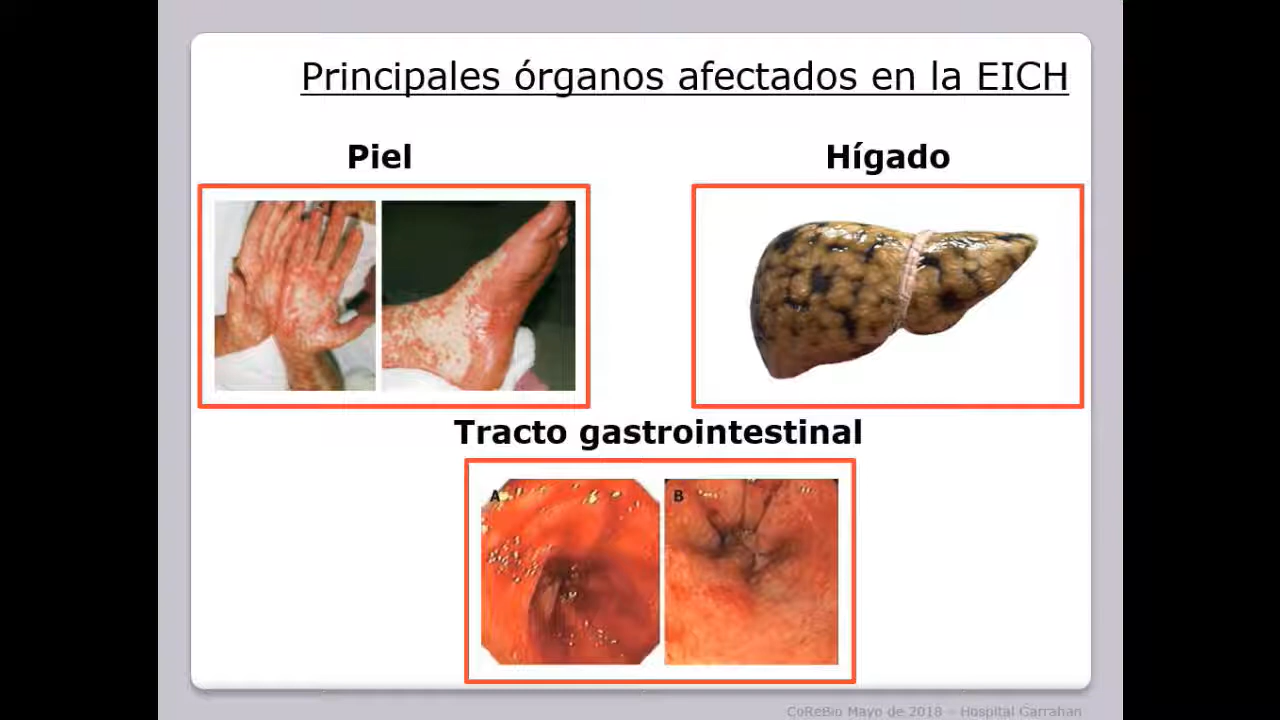 Principales órganos afectados en la EICH
Piel
Hígado
Tracto gastrointestinal
A
B
CoReBio Mayo de 2018 – Hospital Garrahan